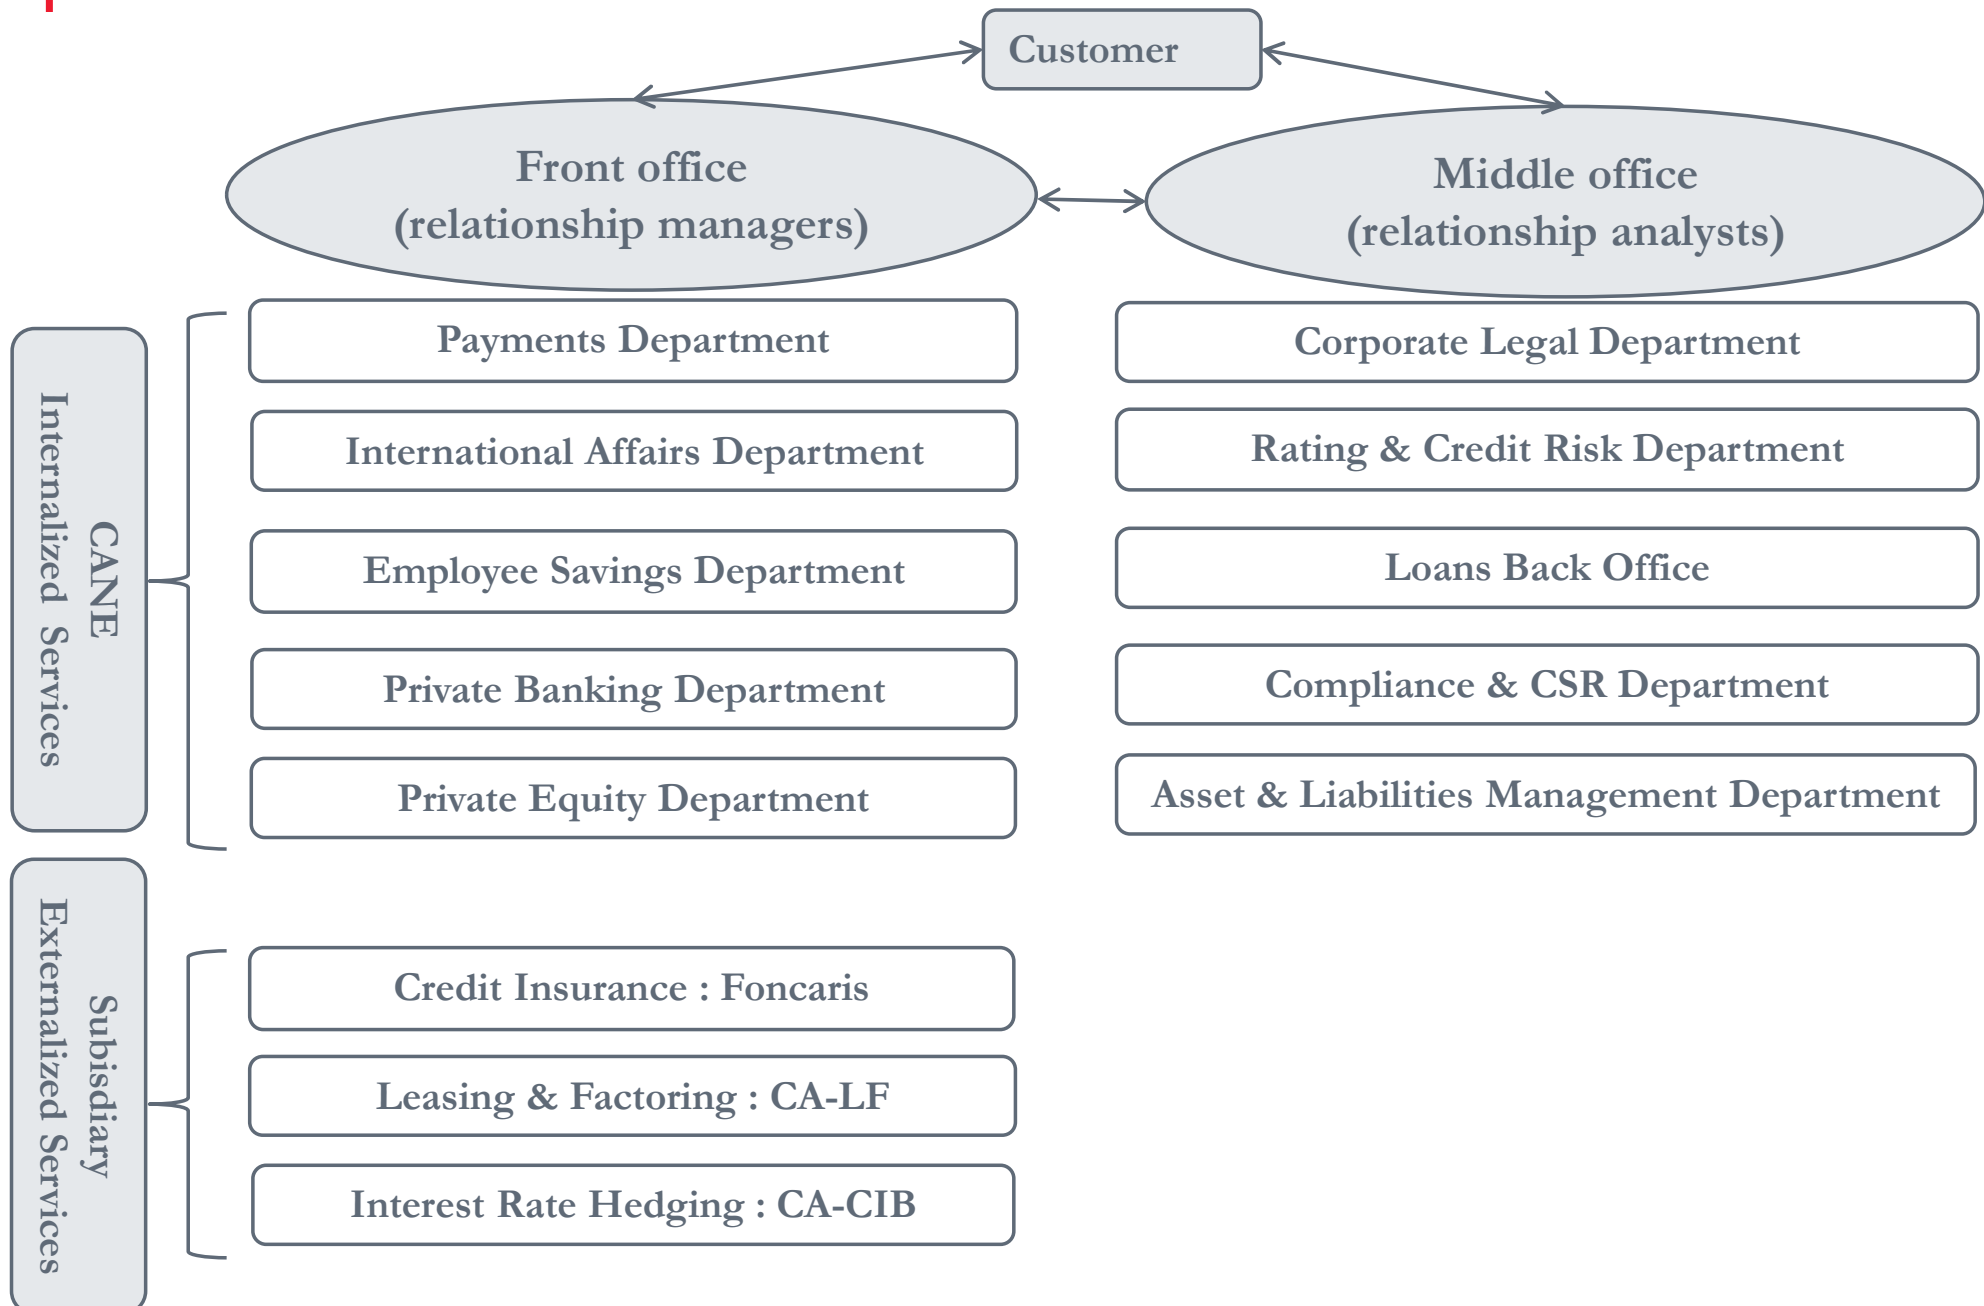 Customer
Front office
(relationship managers)
Middle office
(relationship analysts)
CANE
Internalized Services
Payments Department
Corporate Legal Department
International Affairs Department
Rating & Credit Risk Department
Employee Savings Department
Loans Back Office
Private Banking Department
Compliance & CSR Department
Private Equity Department
Asset & Liabilities Management Department
Subisdiary
Externalized Services
Credit Insurance : Foncaris
Leasing & Factoring : CA-LF
Interest Rate Hedging : CA-CIB